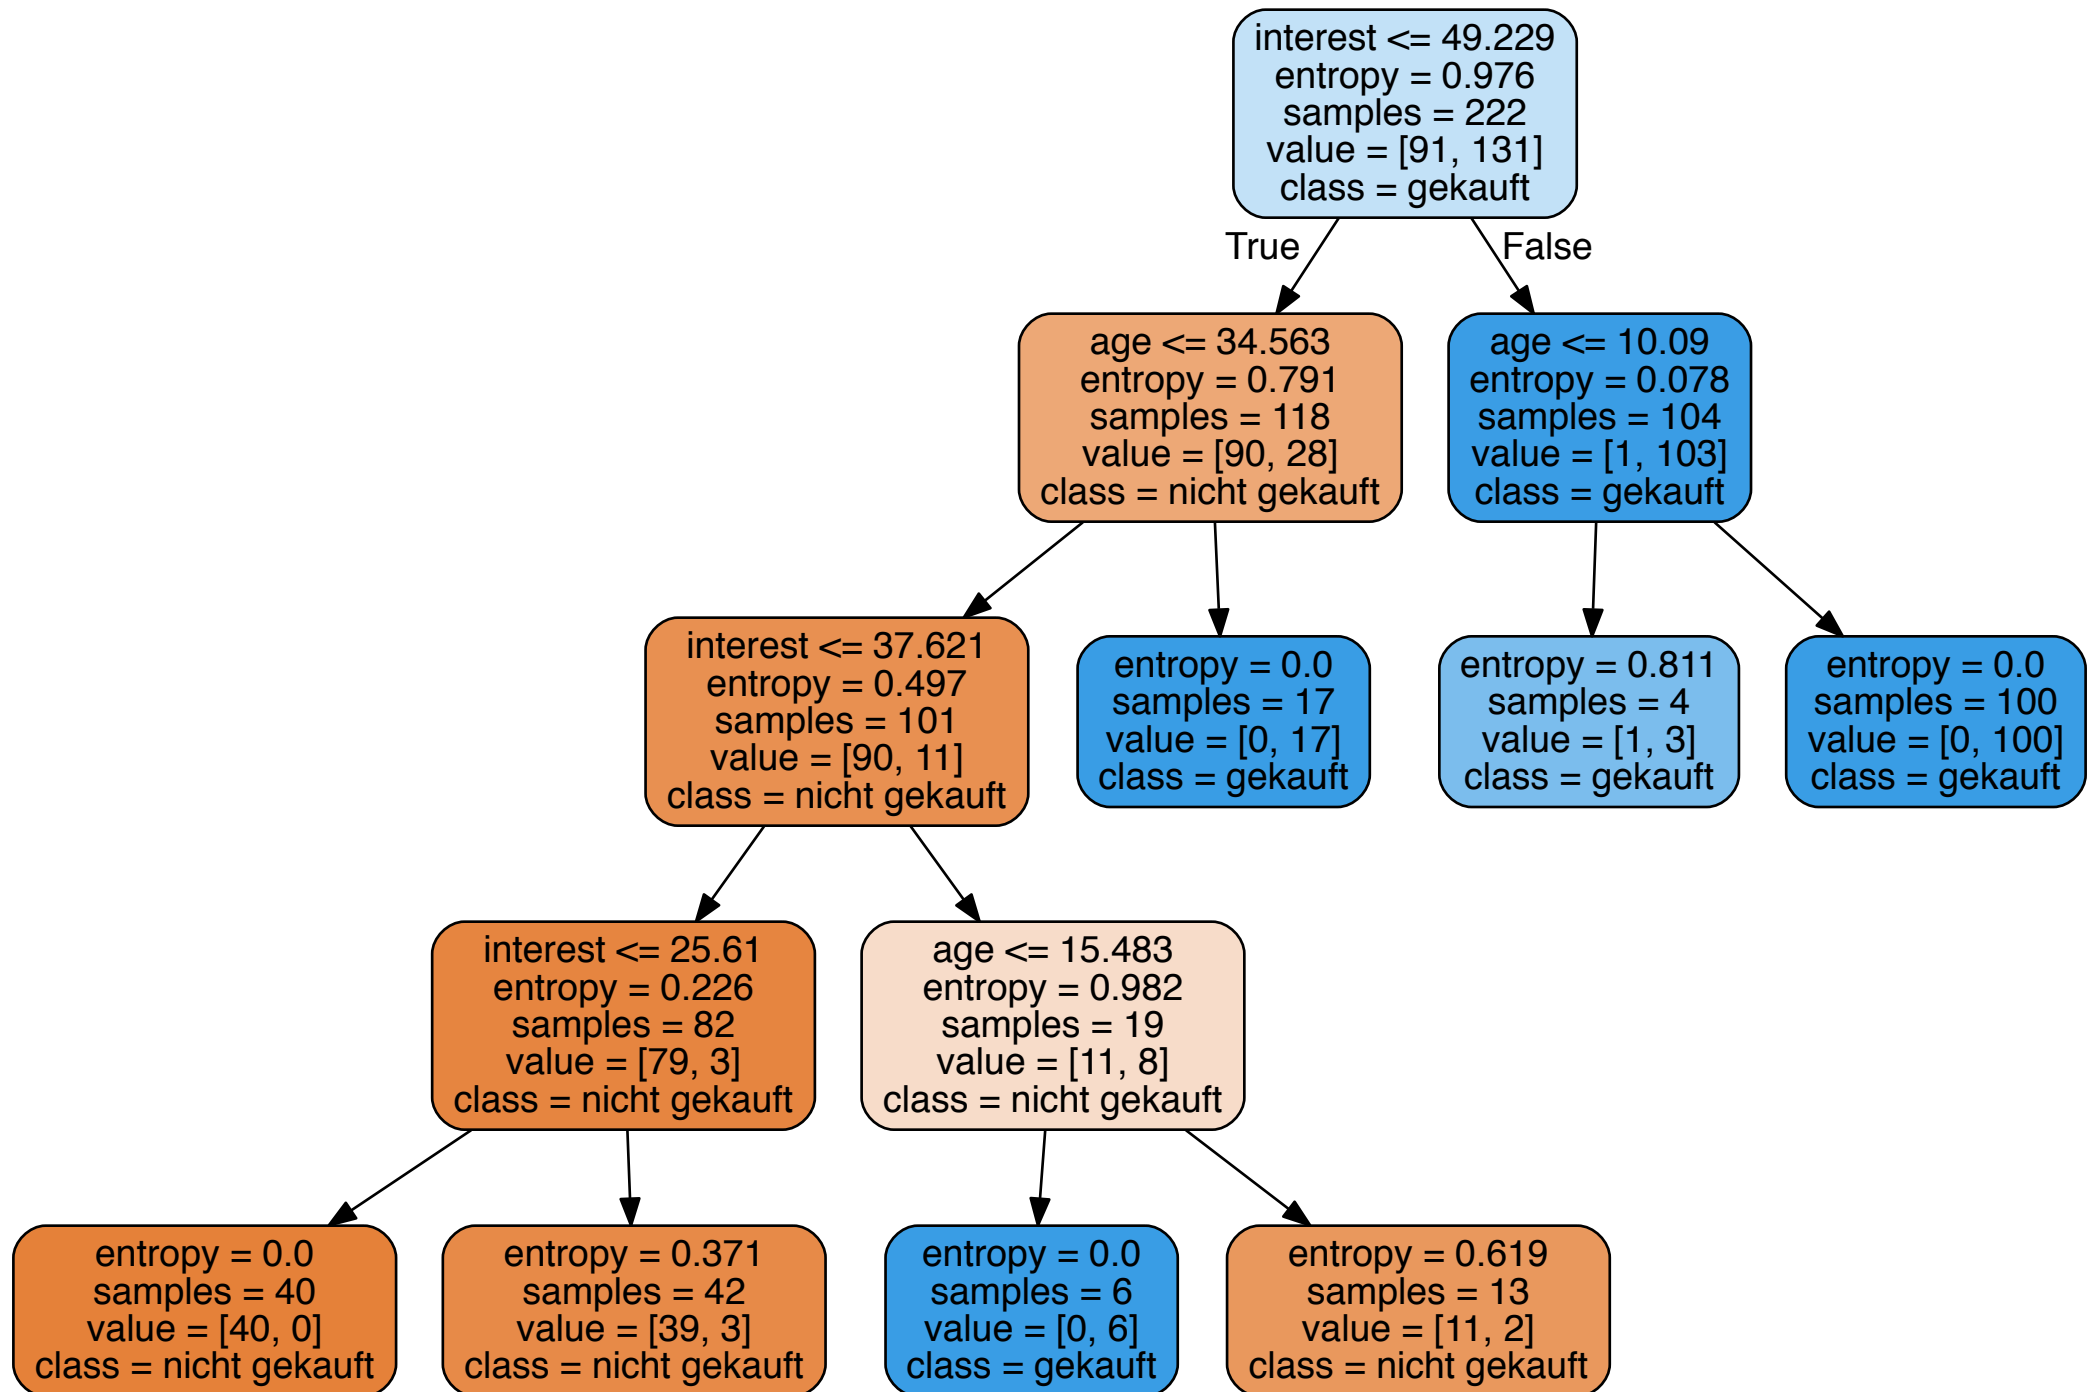 interest <= 49.229
entropy = 0.976
samples = 222
value = [91, 131]
class = gekauft
True
False
age <= 34.563
entropy = 0.791
samples = 118
value = [90, 28]
class = nicht gekauft
age <= 10.09
entropy = 0.078
samples = 104
value = [1, 103]
class = gekauft
interest <= 37.621
entropy = 0.497
samples = 101
value = [90, 11]
class = nicht gekauft
entropy = 0.0
samples = 17
value = [0, 17]
class = gekauft
entropy = 0.811
samples = 4
value = [1, 3]
class = gekauft
entropy = 0.0
samples = 100
value = [0, 100]
class = gekauft
interest <= 25.61
entropy = 0.226
samples = 82
value = [79, 3]
class = nicht gekauft
age <= 15.483
entropy = 0.982
samples = 19
value = [11, 8]
class = nicht gekauft
entropy = 0.0
samples = 40
value = [40, 0]
class = nicht gekauft
entropy = 0.371
samples = 42
value = [39, 3]
class = nicht gekauft
entropy = 0.0
samples = 6
value = [0, 6]
class = gekauft
entropy = 0.619
samples = 13
value = [11, 2]
class = nicht gekauft